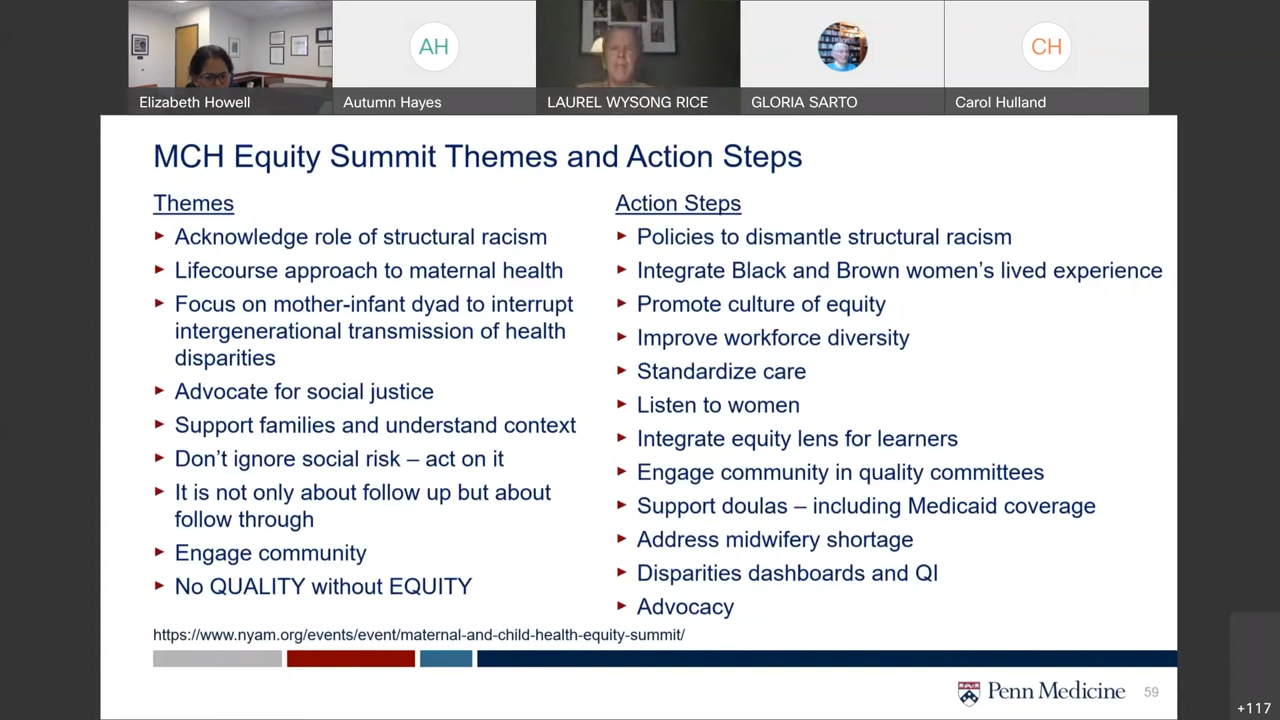 AH
CH
Elizabeth Howell
Autumn Hayes
LAUREL WYSONG RICE
GLORIA SARTO
Carol Hulland
MCH Equity Summit Themes and Action Steps
Themes
► Acknowledge role of structural racism
► Lifecourse approach to maternal health
► Focus on mother-infant dyad to interrupt
intergenerational transmission of health
disparities
► Advocate for social justice
► Support families and understand context
► Don’t ignore social risk – act on it
► It is not only about follow up but about
follow through
► Engage community
► No QUALITY without EQUITY
Action Steps
► Policies to dismantle structural racism
► Integrate Black and Brown women’s lived experience
► Promote culture of equity
► Improve workforce diversity
► Standardize care
► Listen to women
► Integrate equity lens for learners
► Engage community in quality committees
► Support doulas – including Medicaid coverage
► Address midwifery shortage
► Disparities dashboards and QI
► Advocacy
https://www.nyam.org/events/event/maternal-and-child-health-equity-summit/
Penn Medicine
59
+117